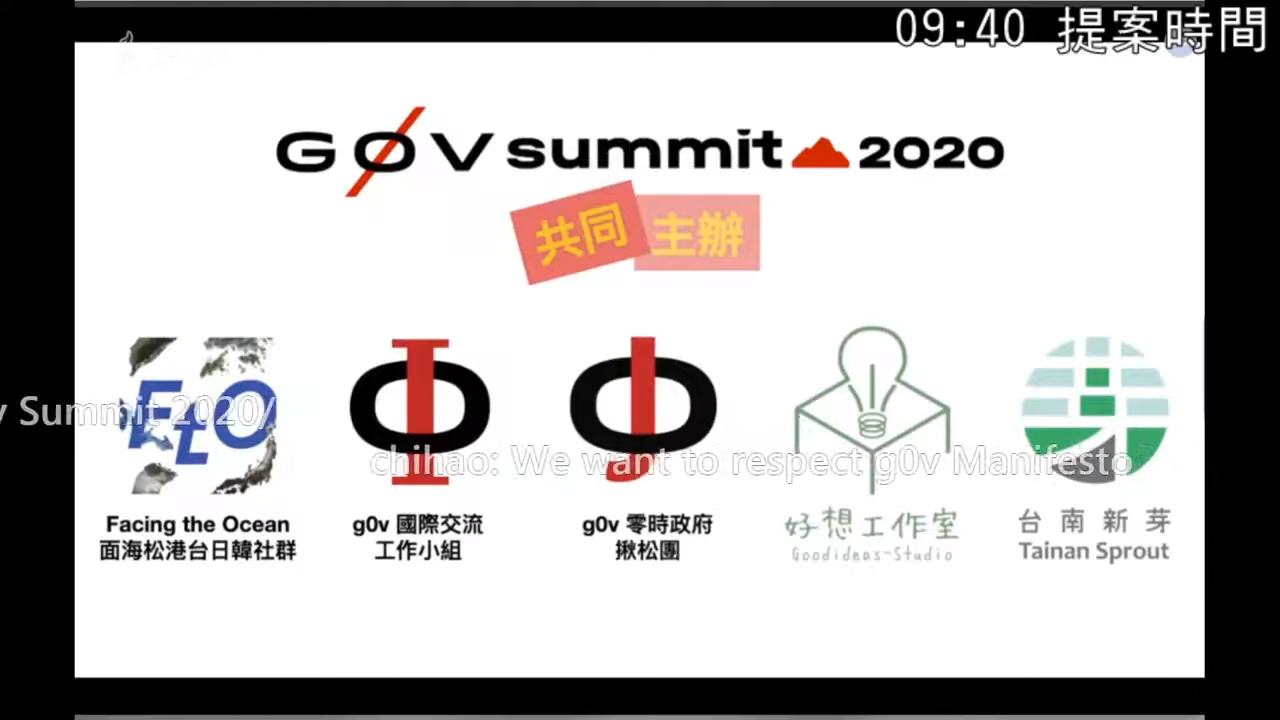 09:40 提案時間
G0V summit 2020
共同 主辦
FLO
v Summit 2020/
chihao: We want to respect g0v Manifesto
Facing the Ocean
面海松港台日韓社群
g0v 國際交流
工作小組
g0v 零時政府
揪松團
好想工作室
Goodideas-Studio
台南新芽
Tainan Sprout